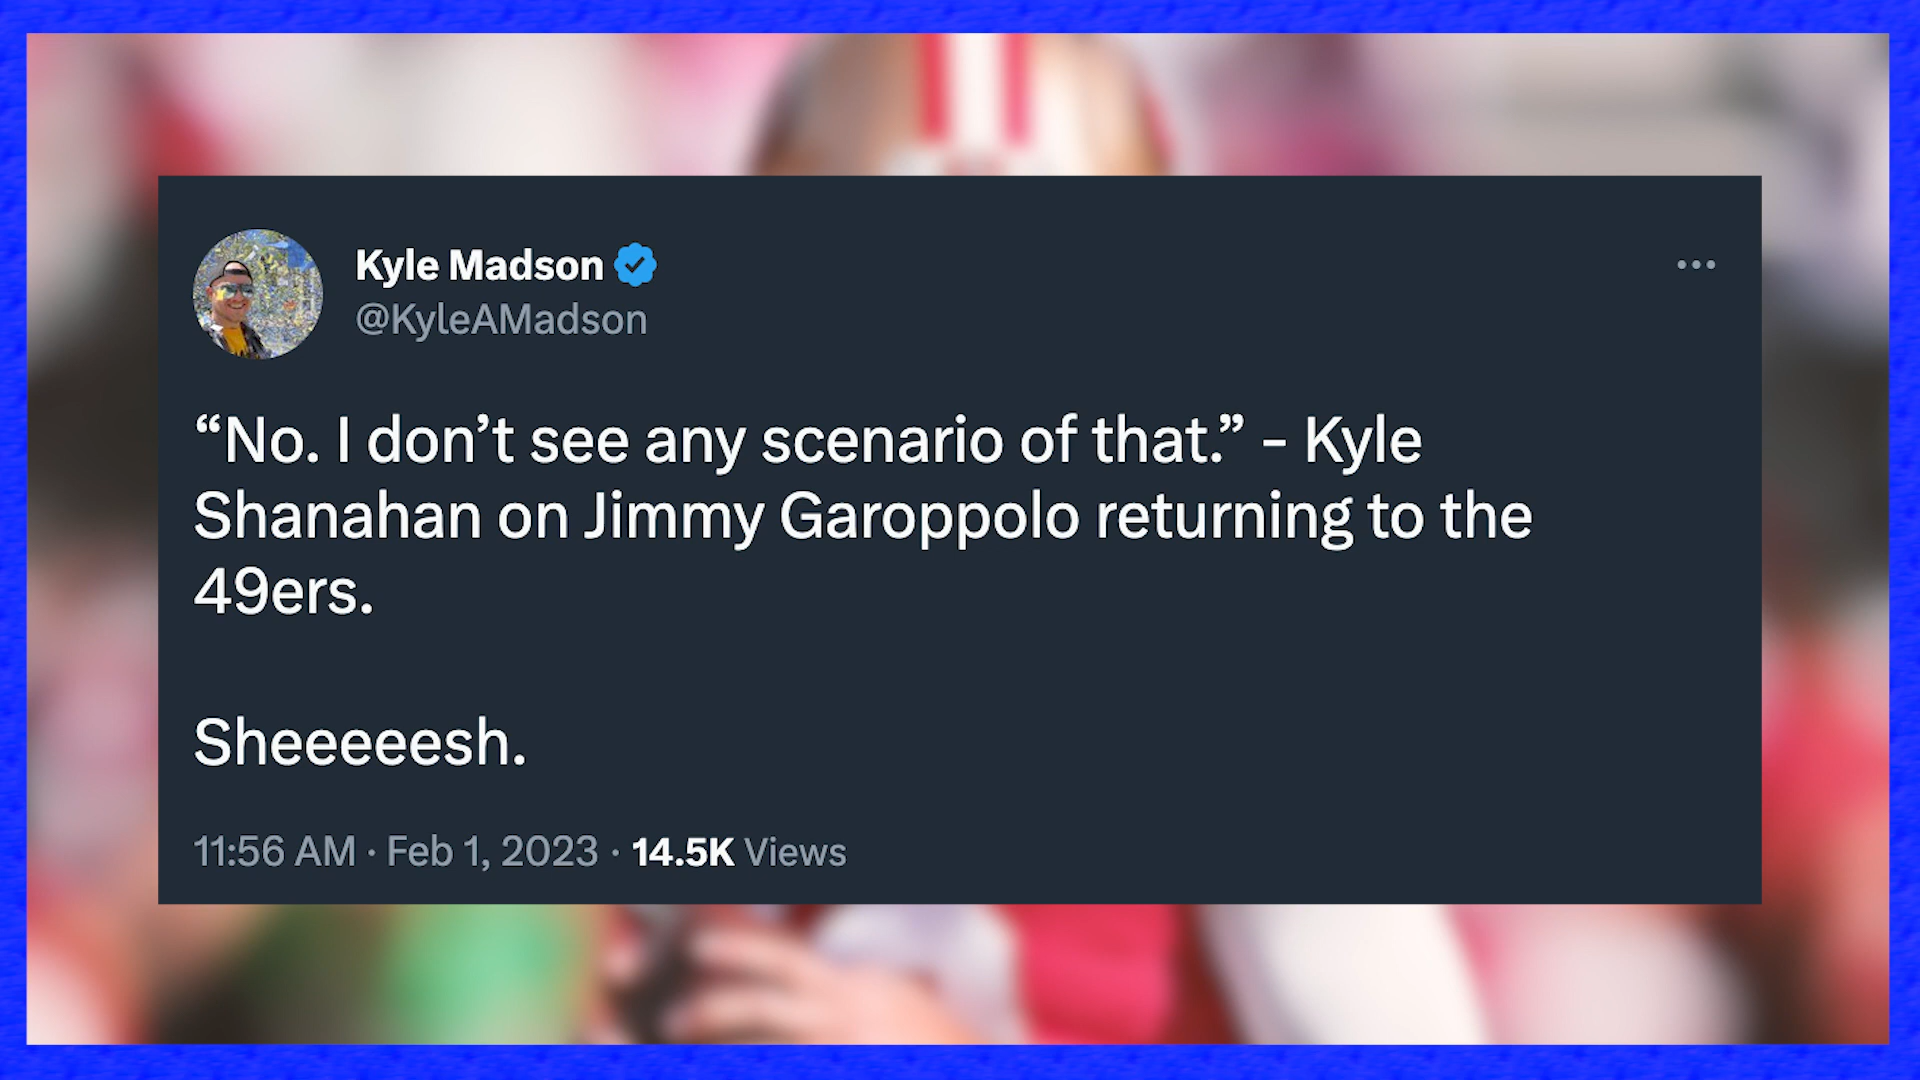 Kyle Madson
@KyleAMadson
“No. I don’t see any scenario of that.” – Kyle
Shanahan on Jimmy Garoppolo returning to the
49ers.
Sheeeeesh.
11:56 AM · Feb 1, 2023 · 14.5K Views